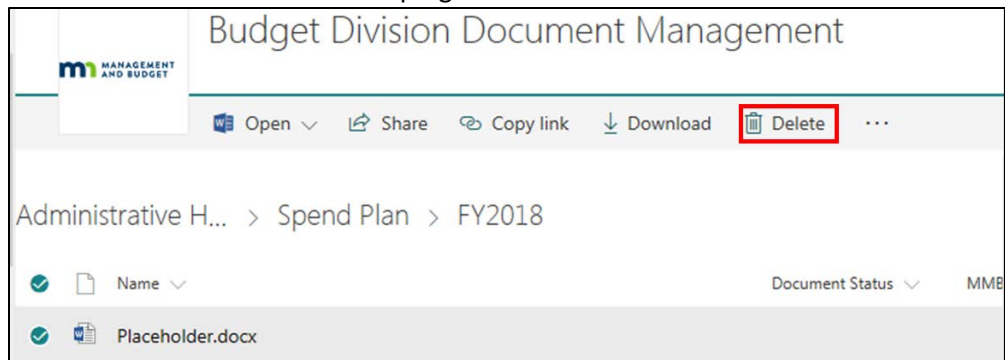 Budget Division Document Management
MANAGEMENT
AND BUDGET
Open Share Copy link Download Delete ...
Administrative H... > Spend Plan > FY2018
Name Document Status
Placeholder.docx